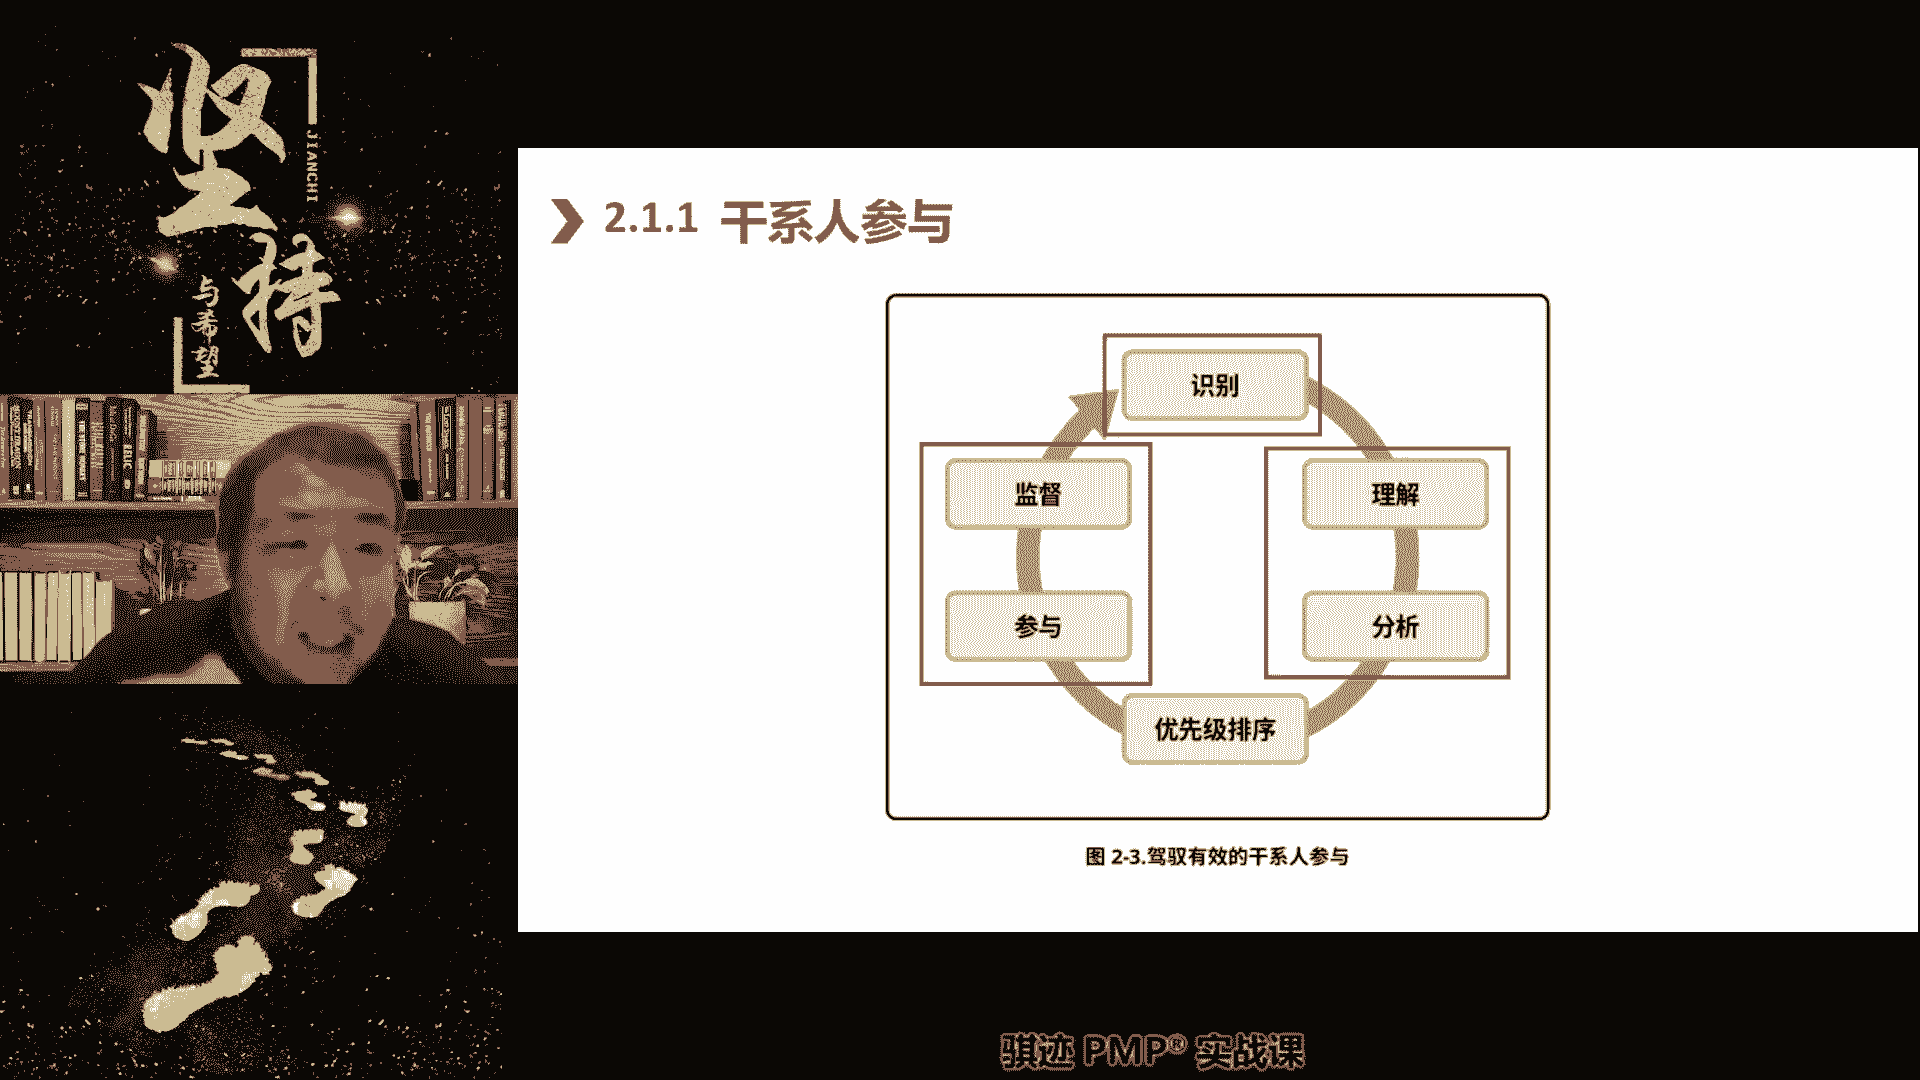 坚
JIANCHI
持
与希望
2.1.1 干系人参与
识别
监督
理解
参与
分析
优先级排序
图 2-3.驾驭有效的干系人参与
骐迹 PMP® 实战课